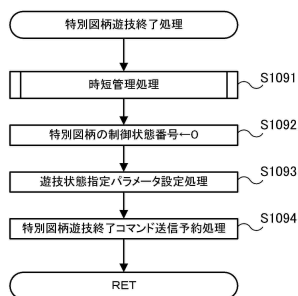 特別図柄遊技終了処理
時短管理処理
S1091
特別図柄の制御状態番号←0
S1092
遊技状態指定パラメータ設定処理
S1093
特別図柄遊技終了コマンド送信予約処理
S1094
RET